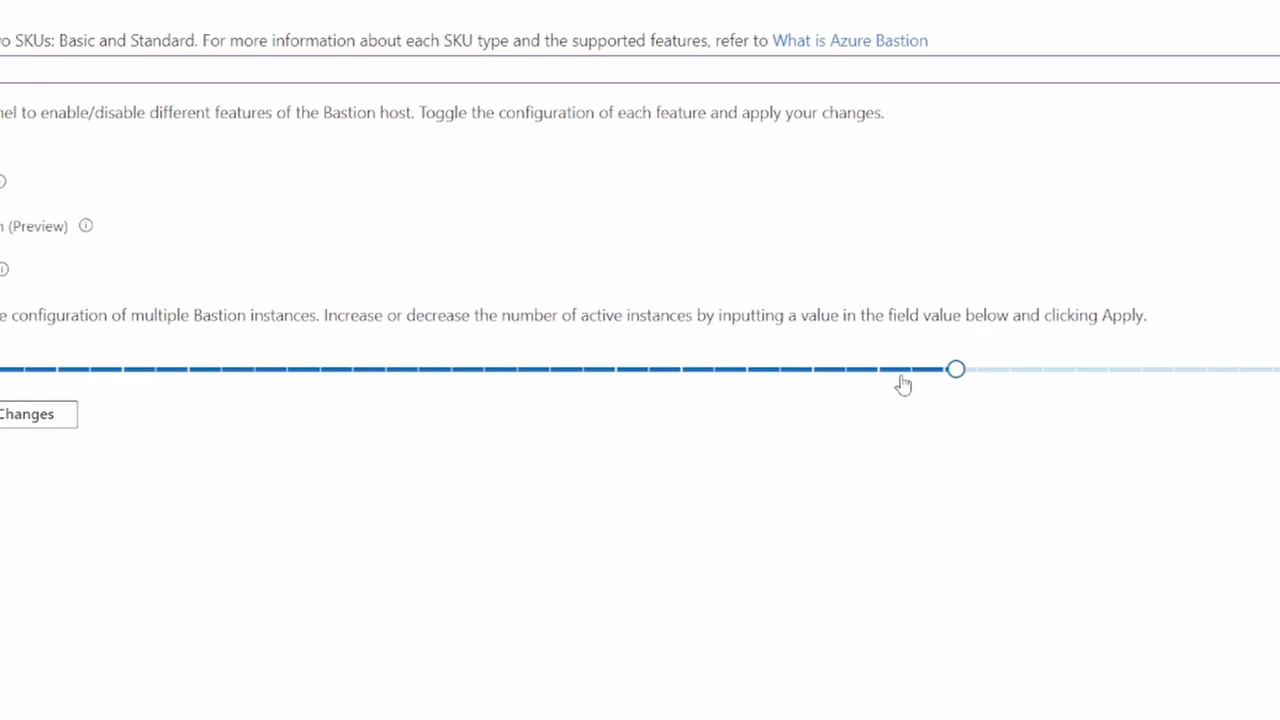 o SKUs: Basic and Standard. For more information about each SKU type and the supported features, refer to What is Azure Bastion
nel to enable/disable different features of the Bastion host. Toggle the configuration of each feature and apply your changes.
n (Preview)
e configuration of multiple Bastion instances. Increase or decrease the number of active instances by inputting a value in the field value below and clicking Apply.
Changes